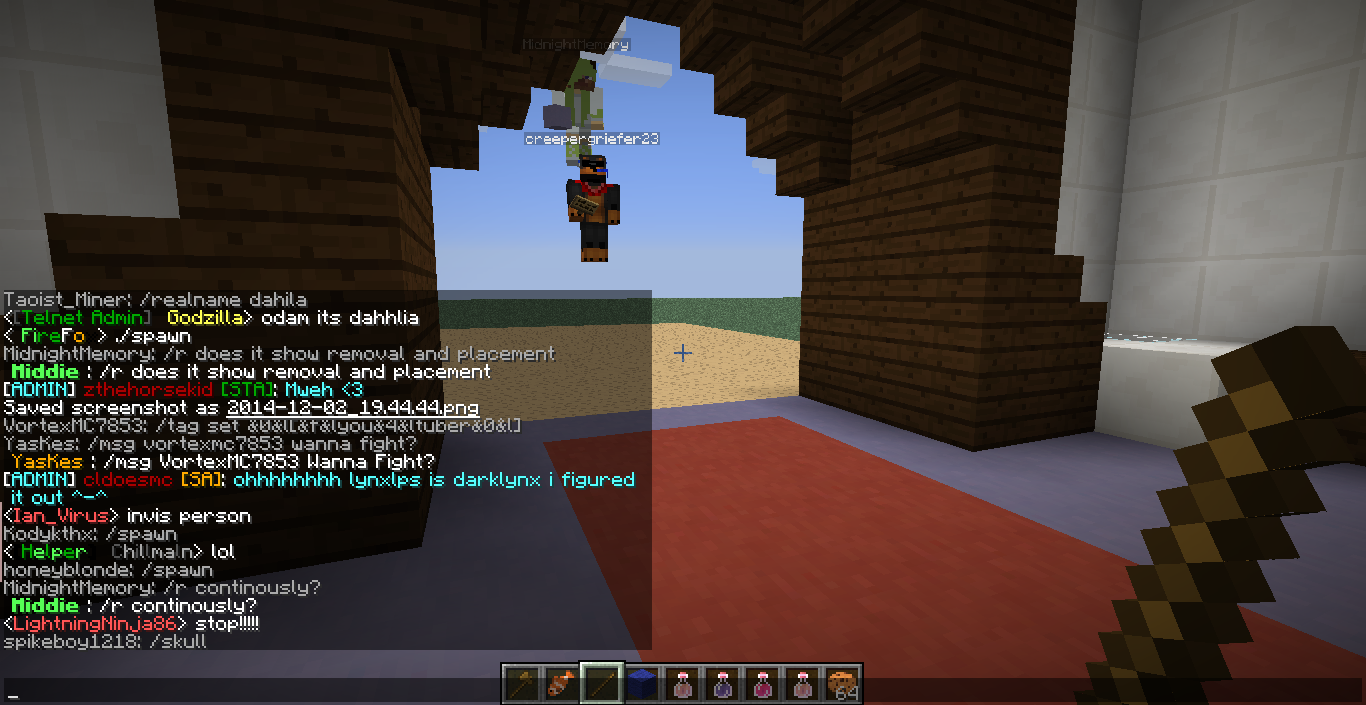 MidnightMemory
creepergriefer23
Taoist_Miner: /realname dahila
<[Telnet Admin] Godzilla> odam its dahhlia
< FireFo > ./spawn
MidnightMemory: /r does it show removal and placement
Middie : /r does it show removal and placement
[ADMIN] zthehorsekid [STA]: Mweh <3
Saved screenshot as 2014-12-02_19.44.44.png
VortexMC7853: /tag set &0&l[&f&lyou&4&ltuber&0&l]
YasKes: /msg vortexmc7853 wanna fight?
YasKes : /msg VortexMC7853 Wanna Fight?
[ADMIN] cldoesmc [SA]: ohhhhhhhh lynxlps is darklynx i figured
it out ^-^
<Ian_Virus> invis person
Kodykthx: /spawn
< Helper Chillmaln> lol
honeyblonde: /spawn
MidnightMemory: /r continously?
Middie : /r continously?
<LightningNinja86> stop!!!!!
spikeboy1218: /skull
_
64